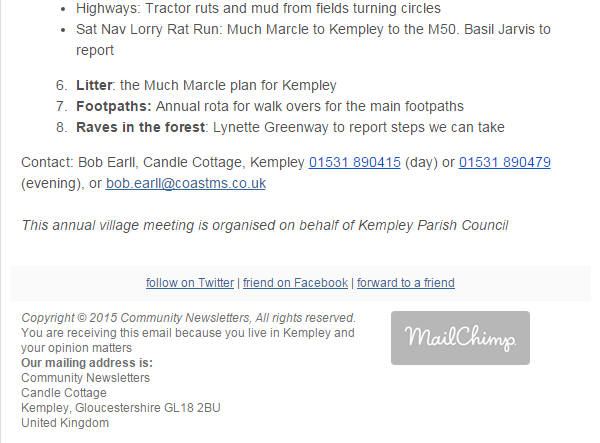 • Highways: Tractor ruts and mud from fields turning circles
• Sat Nav Lorry Rat Run: Much Marcle to Kempley to the M50. Basil Jarvis to
report
6. Litter: the Much Marcle plan for Kempley
7. Footpaths: Annual rota for walk overs for the main footpaths
8. Raves in the forest: Lynette Greenway to report steps we can take
Contact: Bob Earll, Candle Cottage, Kempley 01531 890415 (day) or 01531 890479
(evening), or bob.earll@coastms.co.uk
This annual village meeting is organised on behalf of Kempley Parish Council
follow on Twitter | friend on Facebook | forward to a friend
Copyright © 2015 Community Newsletters, All rights reserved.
You are receiving this email because you live in Kempley and
your opinion matters
Our mailing address is:
Community Newsletters
Candle Cottage
Kempley, Gloucestershire GL18 2BU
United Kingdom
MailChimp